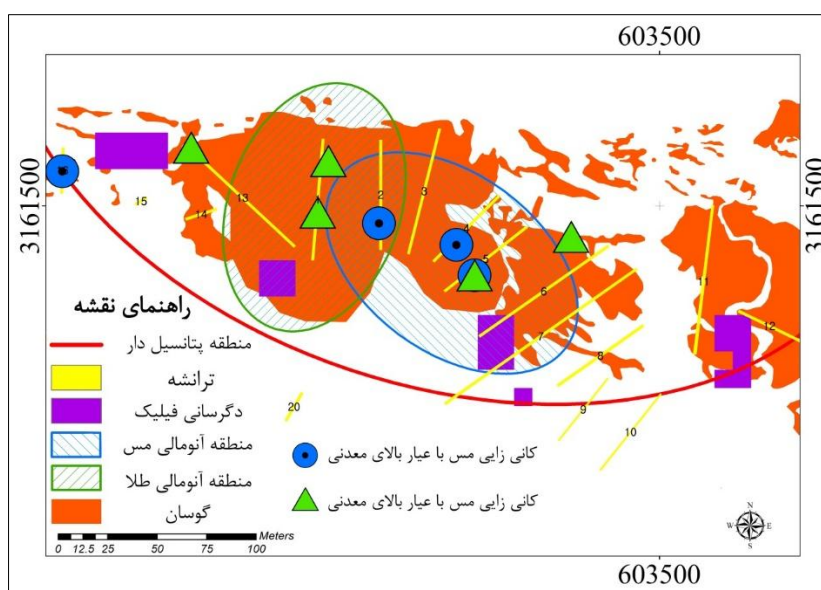 603500
3161500
3161500
2
3
4
5
6
7
8
9
10
11
12
13
14
15
20
راهنمای نقشه
منطقه پتانسیل دار
ترانشه
دگرسانی فیلیک
منطقه آنومالی مس
منطقه آنومالی طلا
گوسان
کانی زایی مس با عیار بالای معدنی
کانی زایی مس با عیار بالای معدنی
0 12.5 25 50 75 100 Meters
N
W E
S
603500